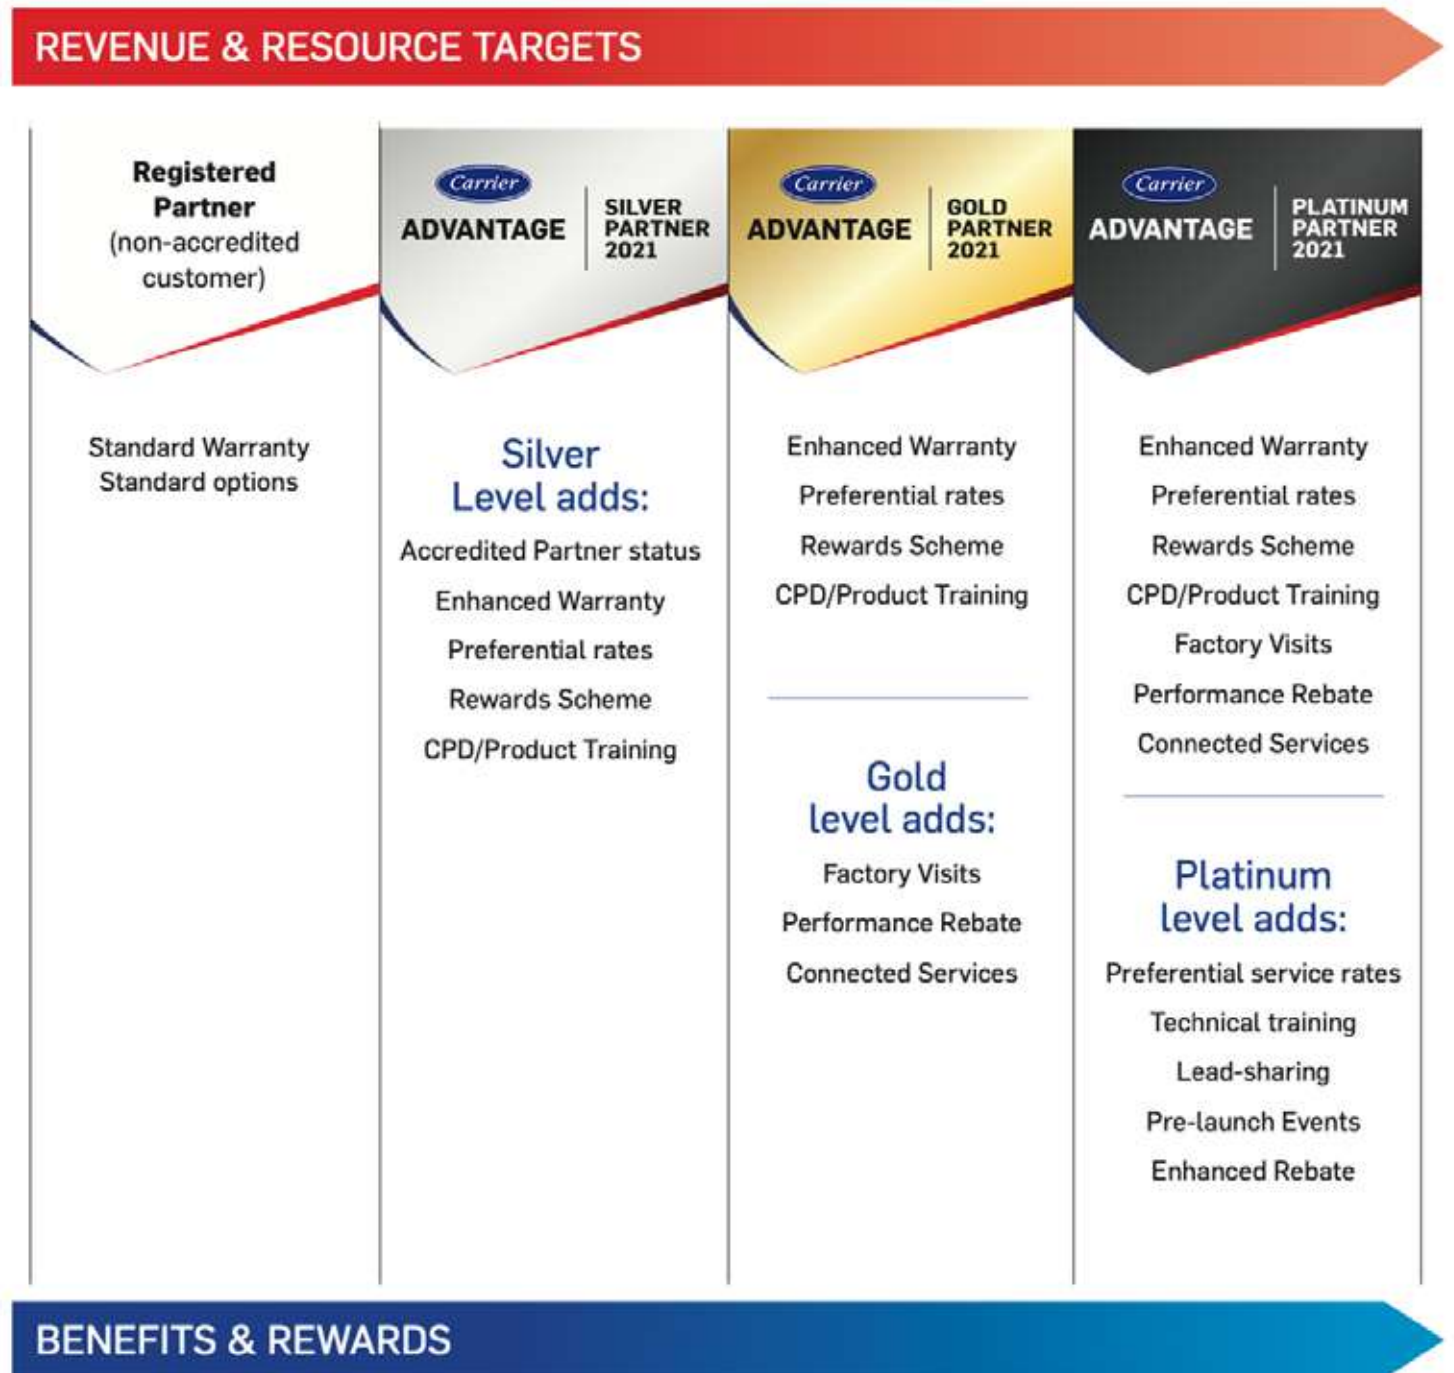 REVENUE & RESOURCE TARGETS
Registered
Partner
(non-accredited
customer)
Standard Warranty
Standard options
Carrier
ADVANTAGE
SILVER
PARTNER
2021
Silver
Level adds:
Accredited Partner status
Enhanced Warranty
Preferential rates
Rewards Scheme
CPD/Product Training
Carrier
ADVANTAGE
GOLD
PARTNER
2021
Enhanced Warranty
Preferential rates
Rewards Scheme
CPD/Product Training
Gold
level adds:
Factory Visits
Performance Rebate
Connected Services
Carrier
ADVANTAGE
PLATINUM
PARTNER
2021
Enhanced Warranty
Preferential rates
Rewards Scheme
CPD/Product Training
Factory Visits
Performance Rebate
Connected Services
Platinum
level adds:
Preferential service rates
Technical training
Lead-sharing
Pre-launch Events
Enhanced Rebate
BENEFITS & REWARDS